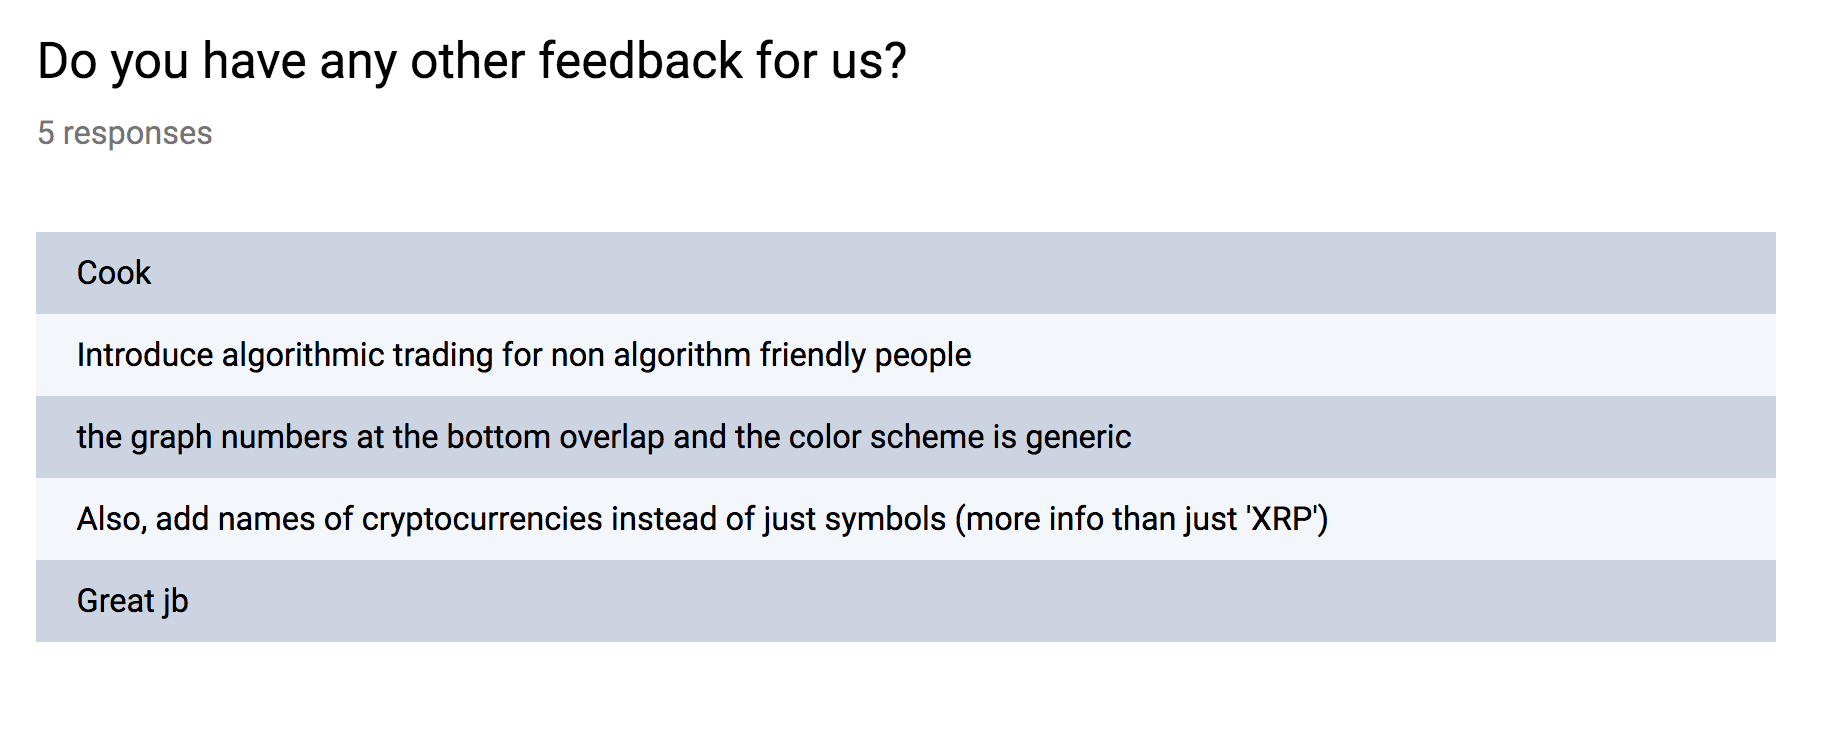 Do you have any other feedback for us?
5 responses
Cook
Introduce algorithmic trading for non algorithm friendly people
the graph numbers at the bottom overlap and the color scheme is generic
Also, add names of cryptocurrencies instead of just symbols (more info than just 'XRP')
Great jb